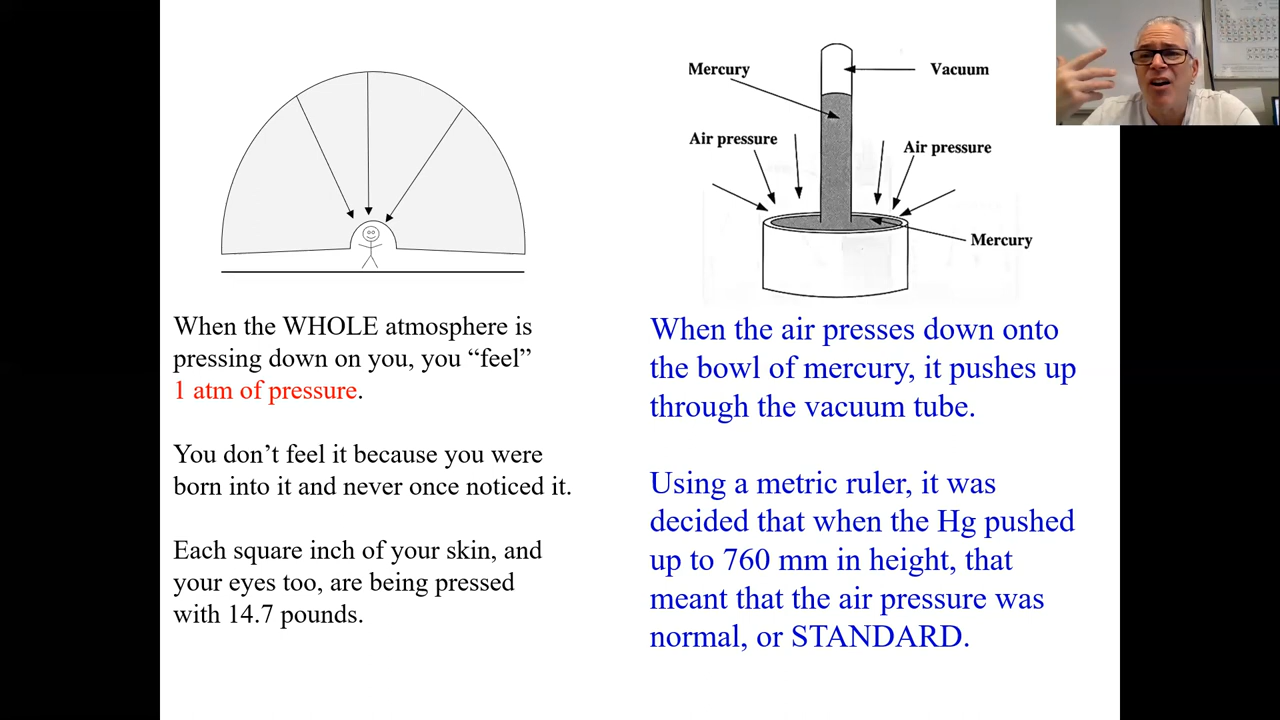 When the WHOLE atmosphere is
pressing down on you, you “feel”
1 atm of pressure.
You don’t feel it because you were
born into it and never once noticed it.
Each square inch of your skin, and
your eyes too, are being pressed
with 14.7 pounds.
Mercury
Vacuum
Air pressure
Air pressure
Mercury
When the air presses down onto
the bowl of mercury, it pushes up
through the vacuum tube.
Using a metric ruler, it was
decided that when the Hg pushed
up to 760 mm in height, that
meant that the air pressure was
normal, or STANDARD.